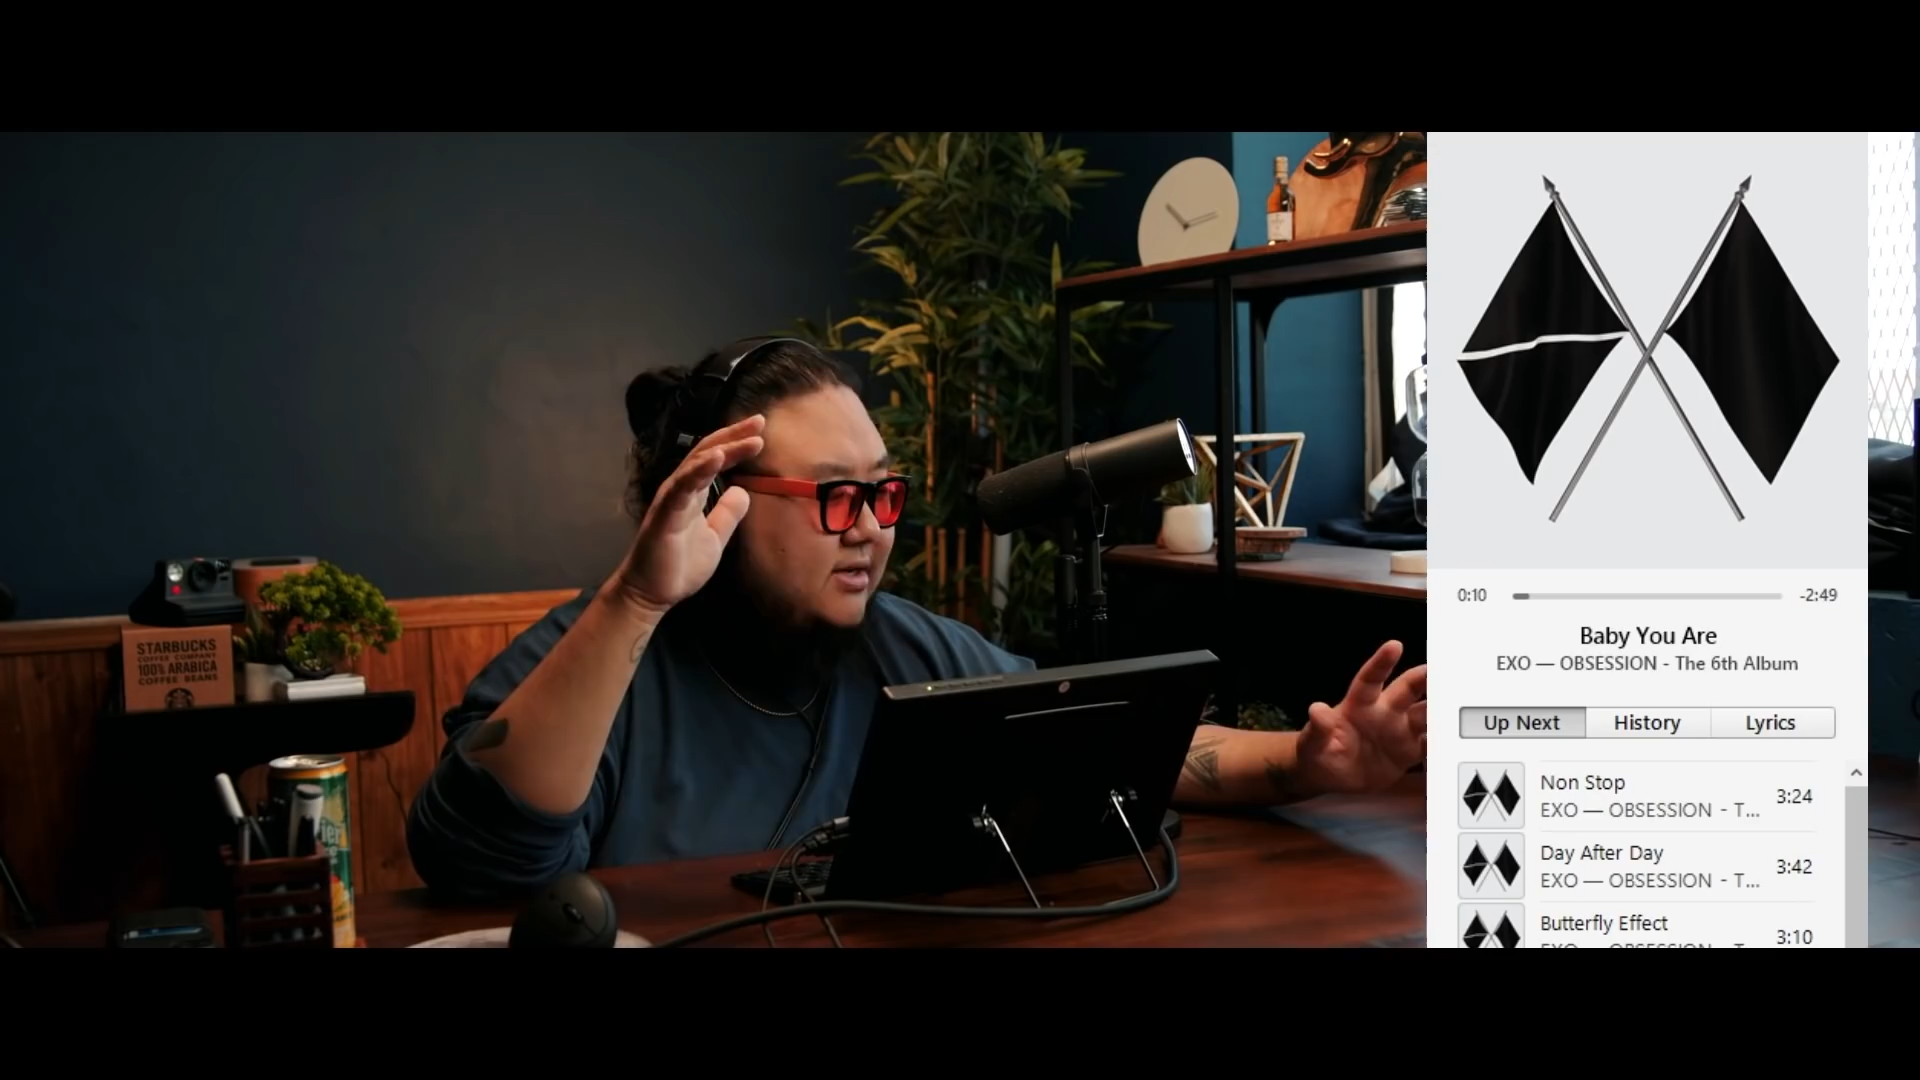 STARBUCKS
COFFEE COMPANY
100% ARABICA
COFFEE BEANS
0:10
-2:49
Baby You Are
EXO — OBSESSION - The 6th Album
Up Next
History
Lyrics
Non Stop
3:24
EXO — OBSESSION - T...
Day After Day
3:42
EXO — OBSESSION - T...
Butterfly Effect
3:10
EXO — OBSESSION - T...